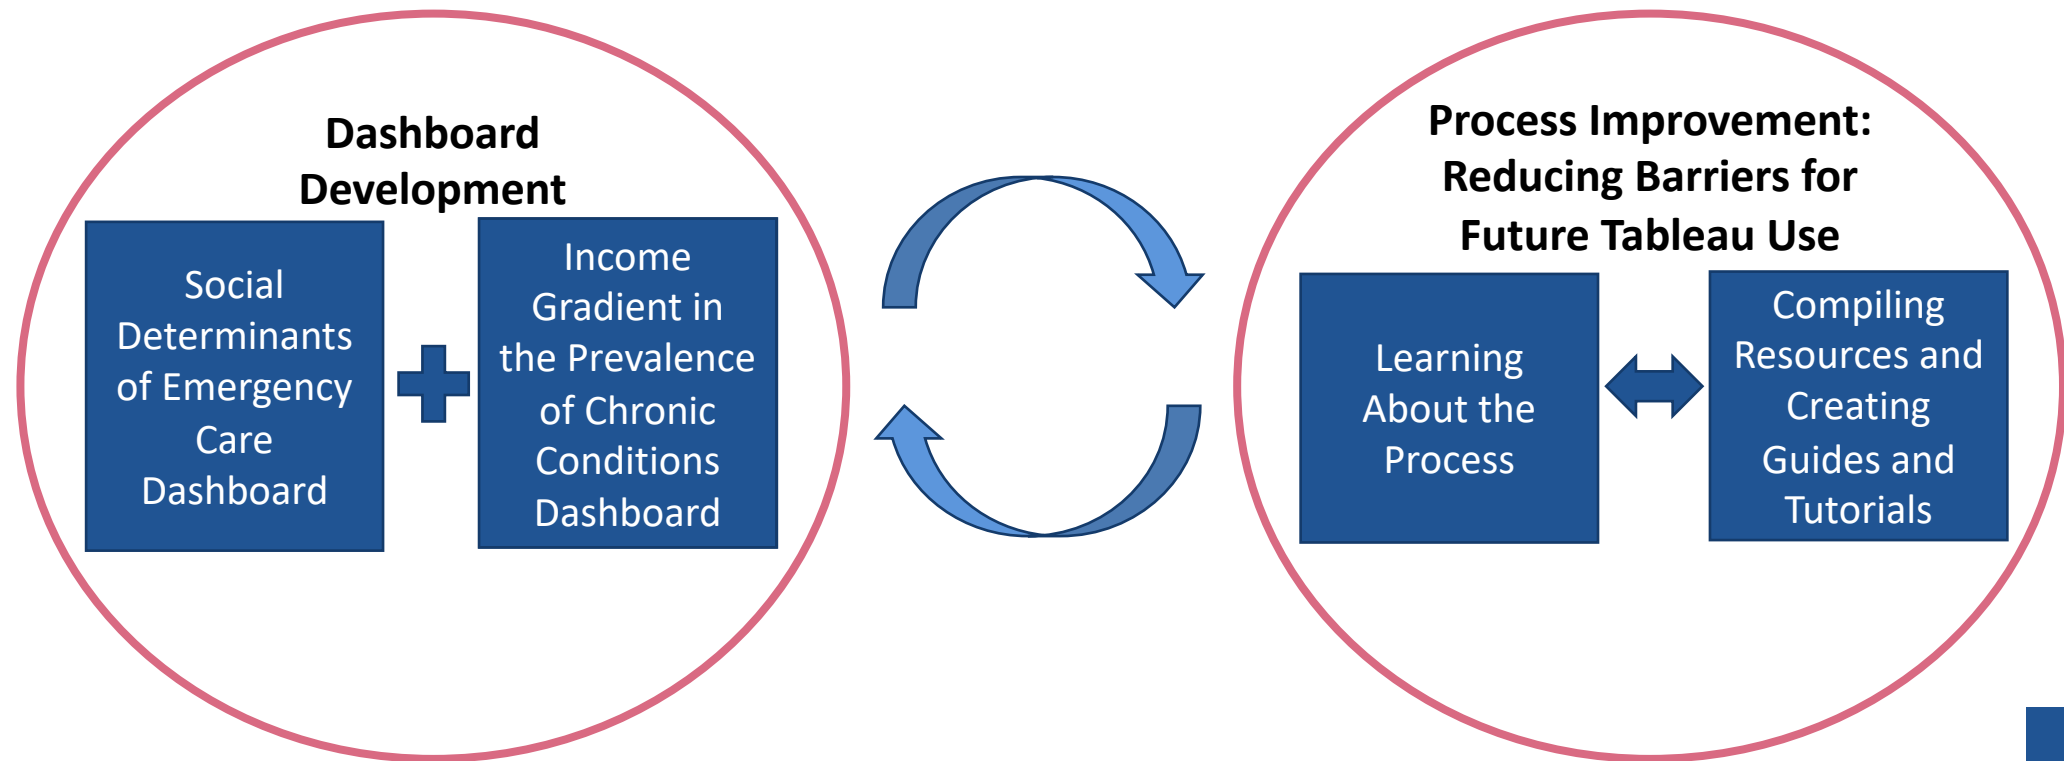 Dashboard
Development
Social
Determinants
of Emergency
Care
Dashboard
Income
Gradient in
the Prevalence
of Chronic
Conditions
Dashboard
Process Improvement:
Reducing Barriers for
Future Tableau Use
Learning
About the
Process
Compiling
Resources and
Creating
Guides and
Tutorials